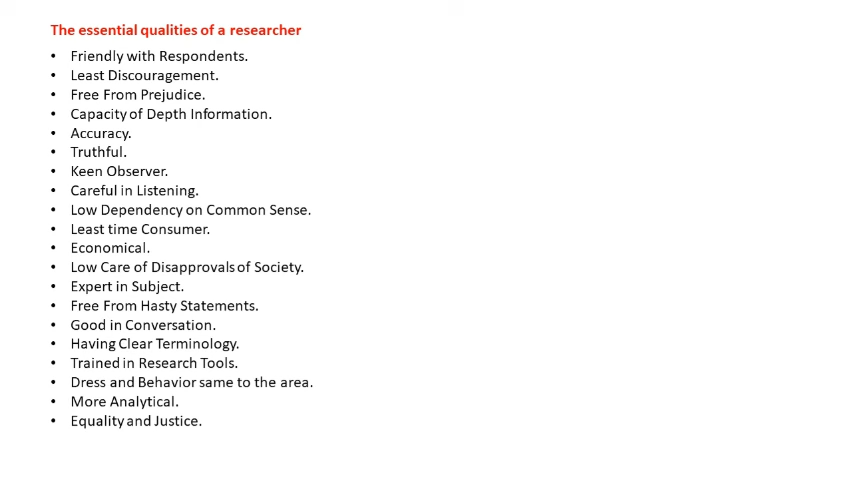 The essential qualities of a researcher
• Friendly with Respondents.
• Least Discouragement.
• Free From Prejudice.
• Capacity of Depth Information.
• Accuracy.
• Truthful.
• Keen Observer.
• Careful in Listening.
• Low Dependency on Common Sense.
• Least time Consumer.
• Economical.
• Low Care of Disapprovals of Society.
• Expert in Subject.
• Free From Hasty Statements.
• Good in Conversation.
• Having Clear Terminology.
• Trained in Research Tools.
• Dress and Behavior same to the area.
• More Analytical.
• Equality and Justice.